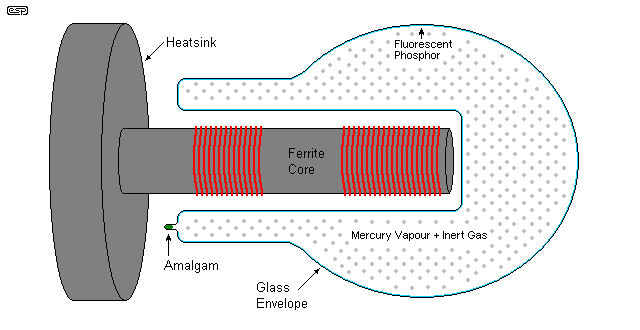 esp
Heatsink
Fluorescent
Phosphor
Ferrite
Core
Mercury Vapour + Inert Gas
Amalgam
Glass
Envelope